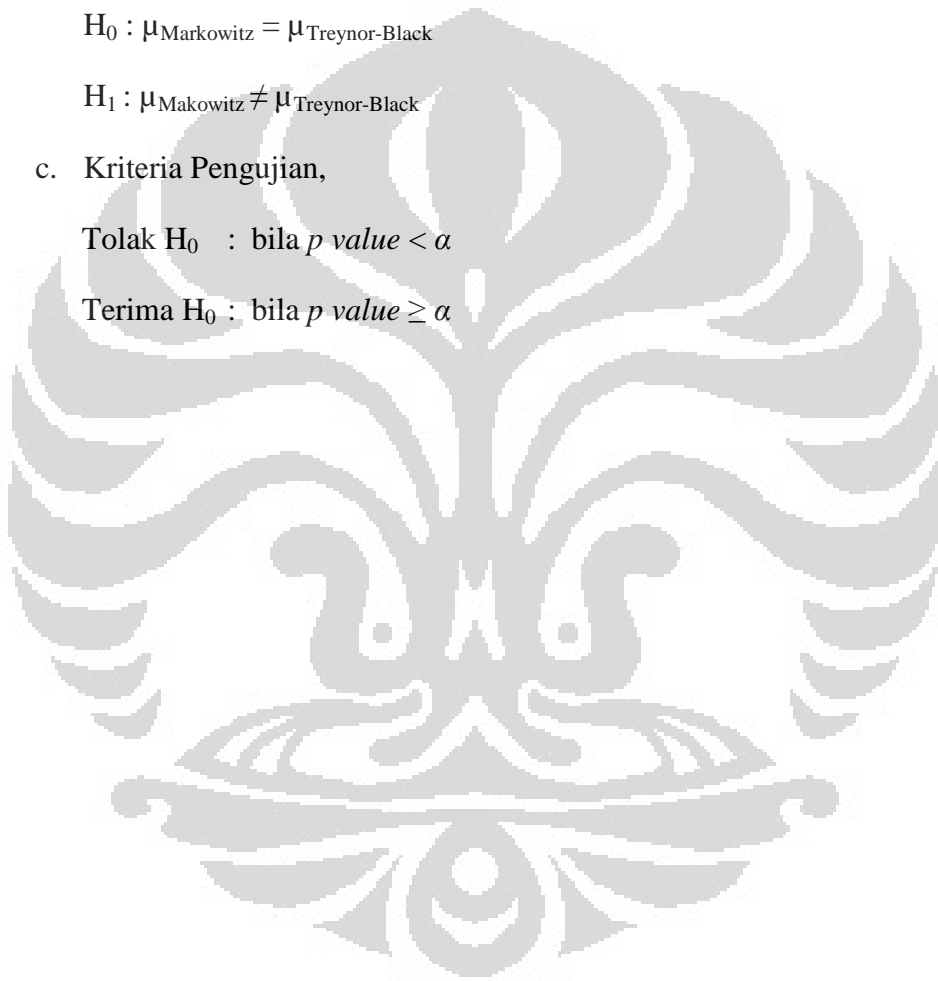 H₀ : µMarkowitz = µTreynor-Black
H₁ : µMakowitz ≠ µTreynor-Black
c. Kriteria Pengujian,
Tolak H₀ : bila p value < α
Terima H₀ : bila p value ≥ α